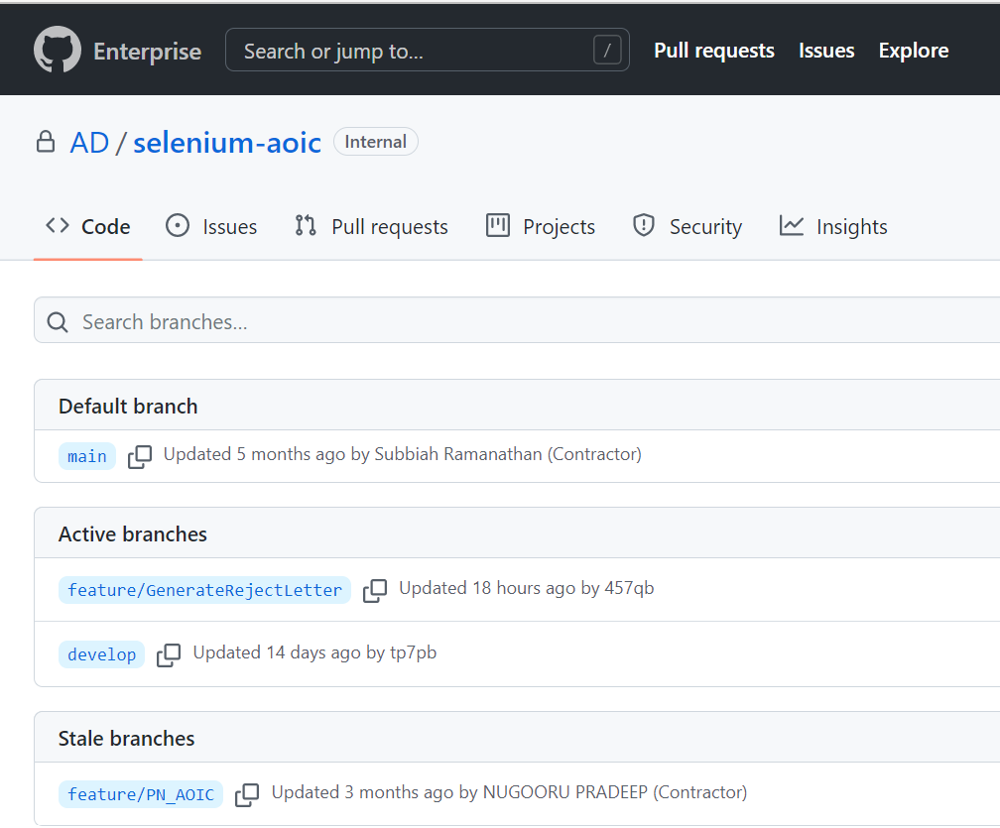 Enterprise Search or jump to... / Pull requests Issues Explore
AD / selenium-aoic Internal
Code Issues Pull requests Projects Security Insights
Search branches...
Default branch
main Updated 5 months ago by Subbiah Ramanathan (Contractor)
Active branches
feature/GenerateRejectLetter Updated 18 hours ago by 457qb
develop Updated 14 days ago by tp7pb
Stale branches
feature/PN_AOIC Updated 3 months ago by NUGOORU PRADEEP (Contractor)